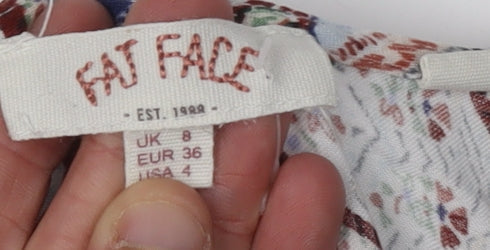 FAT FACE
- EST. 1988 -
UK 8
EUR 36
USA 4